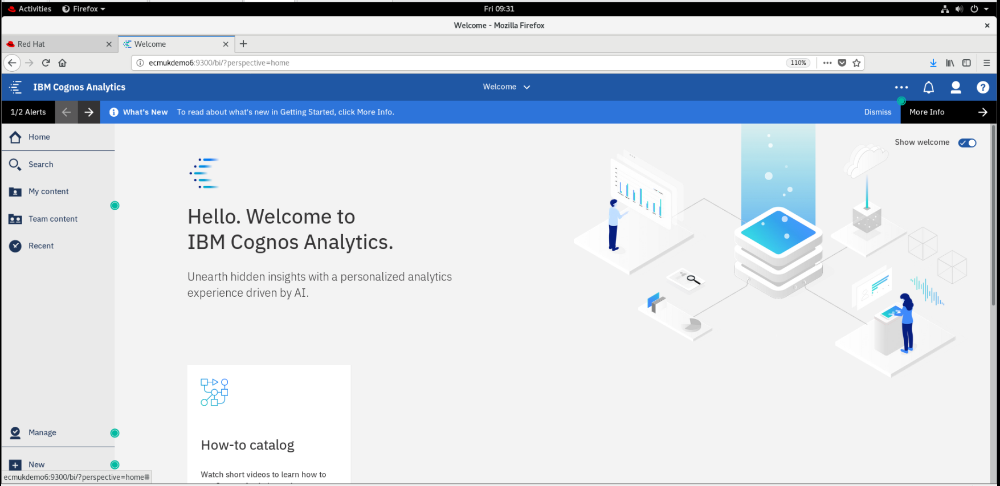 Activities Firefox Fri 09:31
Welcome - Mozilla Firefox
Red Hat Welcome
ecmukdemo6:9300/bi/?perspective=home 110%
IBM Cognos Analytics Welcome
1/2 Alerts What's New To read about what's new in Getting Started, click More Info. Dismiss More Info
Home
Search
My content
Team content
Recent
Show welcome
Hello. Welcome to
IBM Cognos Analytics.
Unearth hidden insights with a personalized analytics
experience driven by AI.
How-to catalog
Watch short videos to learn how to
Manage
New
ecmukdemo6:9300/bi/?perspective=home#